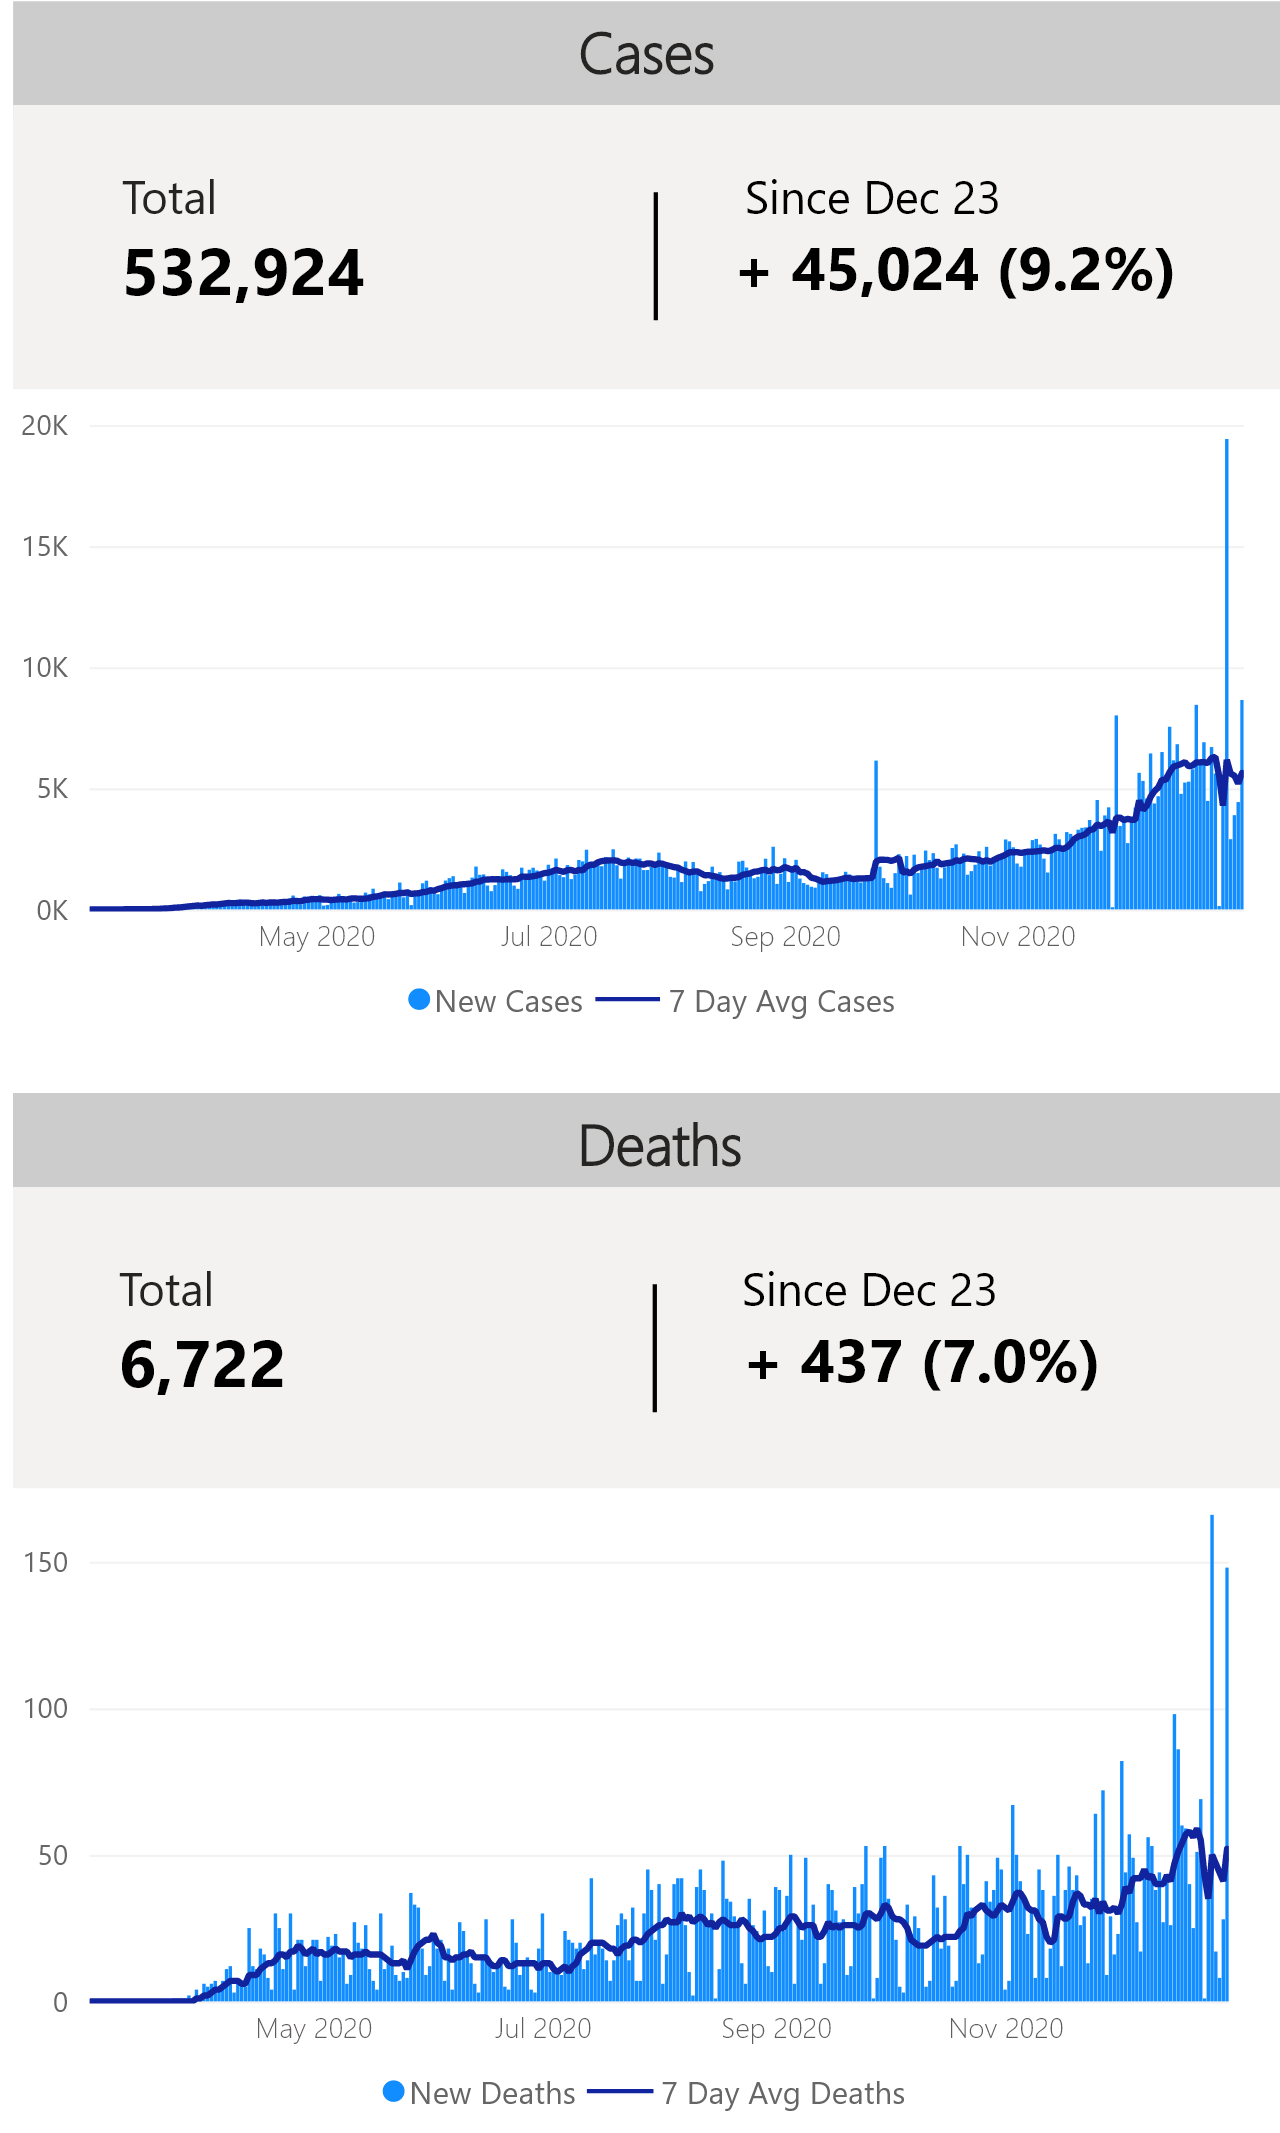 Cases
Total
Since Dec 23
532,924
+ 45,024 (9.2%)
20K
15K
10K
5K
0K
May 2020
Jul 2020
Sep 2020
Nov 2020
New Cases
7 Day Avg Cases
Deaths
Total
Since Dec 23
6,722
+ 437 (7.0%)
150
100
50
0
May 2020
Jul 2020
Sep 2020
Nov 2020
New Deaths
7 Day Avg Deaths